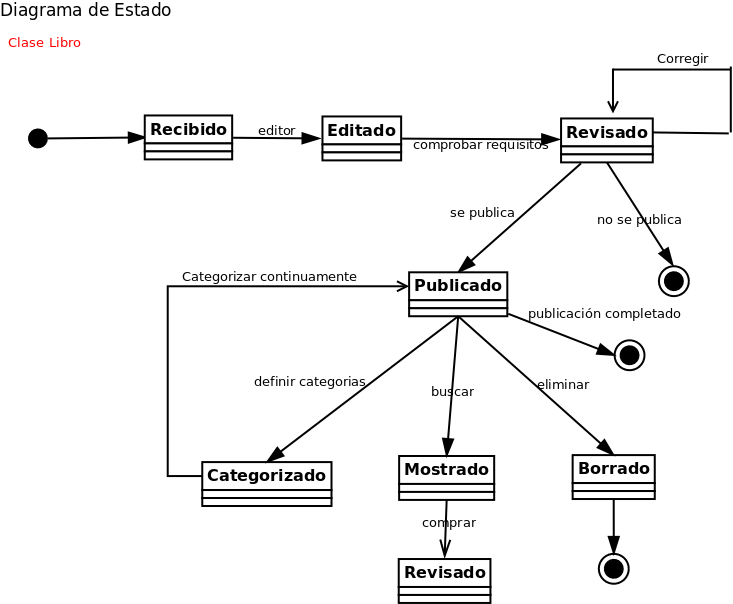 Diagrama de Estado
Clase Libro
Corregir
Recibido
editor
Editado
comprobar requisitos
Revisado
se publica
no se publica
Categorizar continuamente
Publicado
publicación completado
definir categorias
buscar
eliminar
Categorizado
Mostrado
Borrado
comprar
Revisado